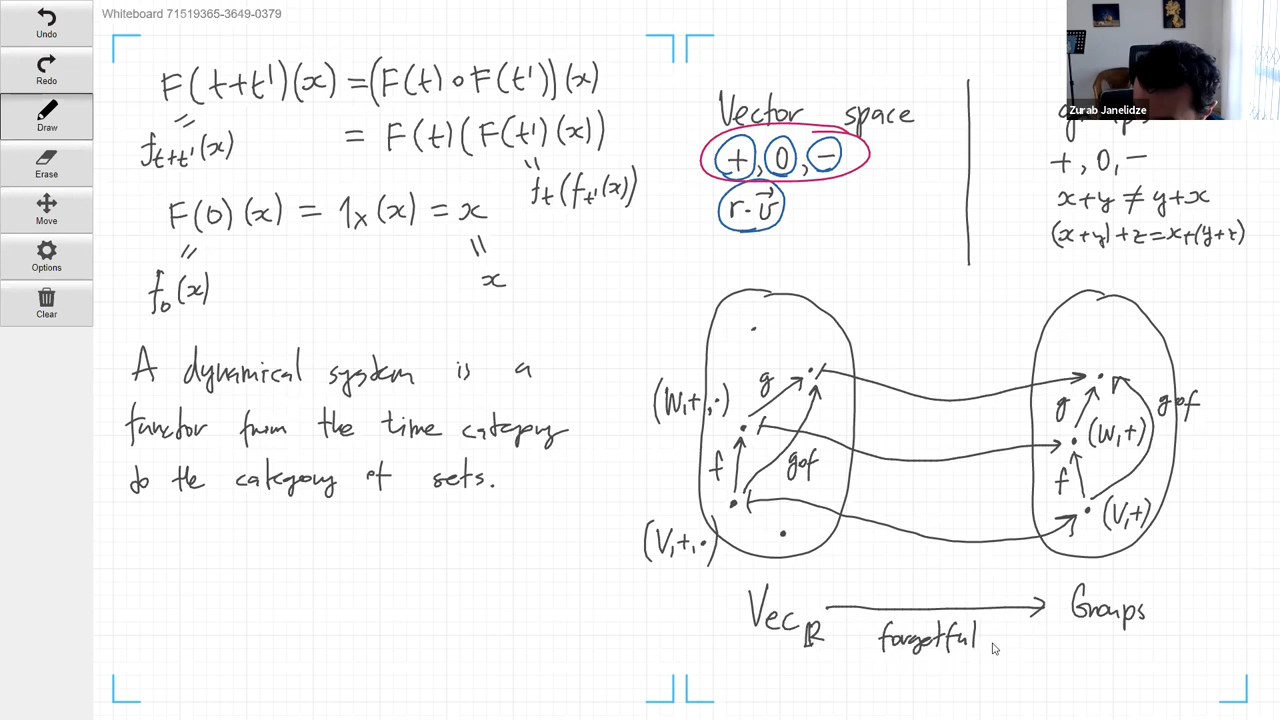 Whiteboard 71519365-3649-0379
Undo
Redo
Draw
Erase
Move
Options
Clear
F(t+t')(x) = (F(t)∘F(t'))(x)
f_{t+t'}(x)
= F(t)(F(t')(x))
f_t(f_{t'}(x))
F(0)(x) = 1_X(x) = x
f_0(x)
x
A dynamical system is a
functor from the time category
to the category of sets.
Vector space
+, 0, −
r·v⃗
Zurab Janelidze
+, 0, −
x+y ≠ y+x
(x+y)+z=x+(y+z)
(W,+,·)
g
f
g∘f
(V,+,·)
g
g∘f
(W,+)
f
(V,+)
Vec_ℝ
Groups
forgetful